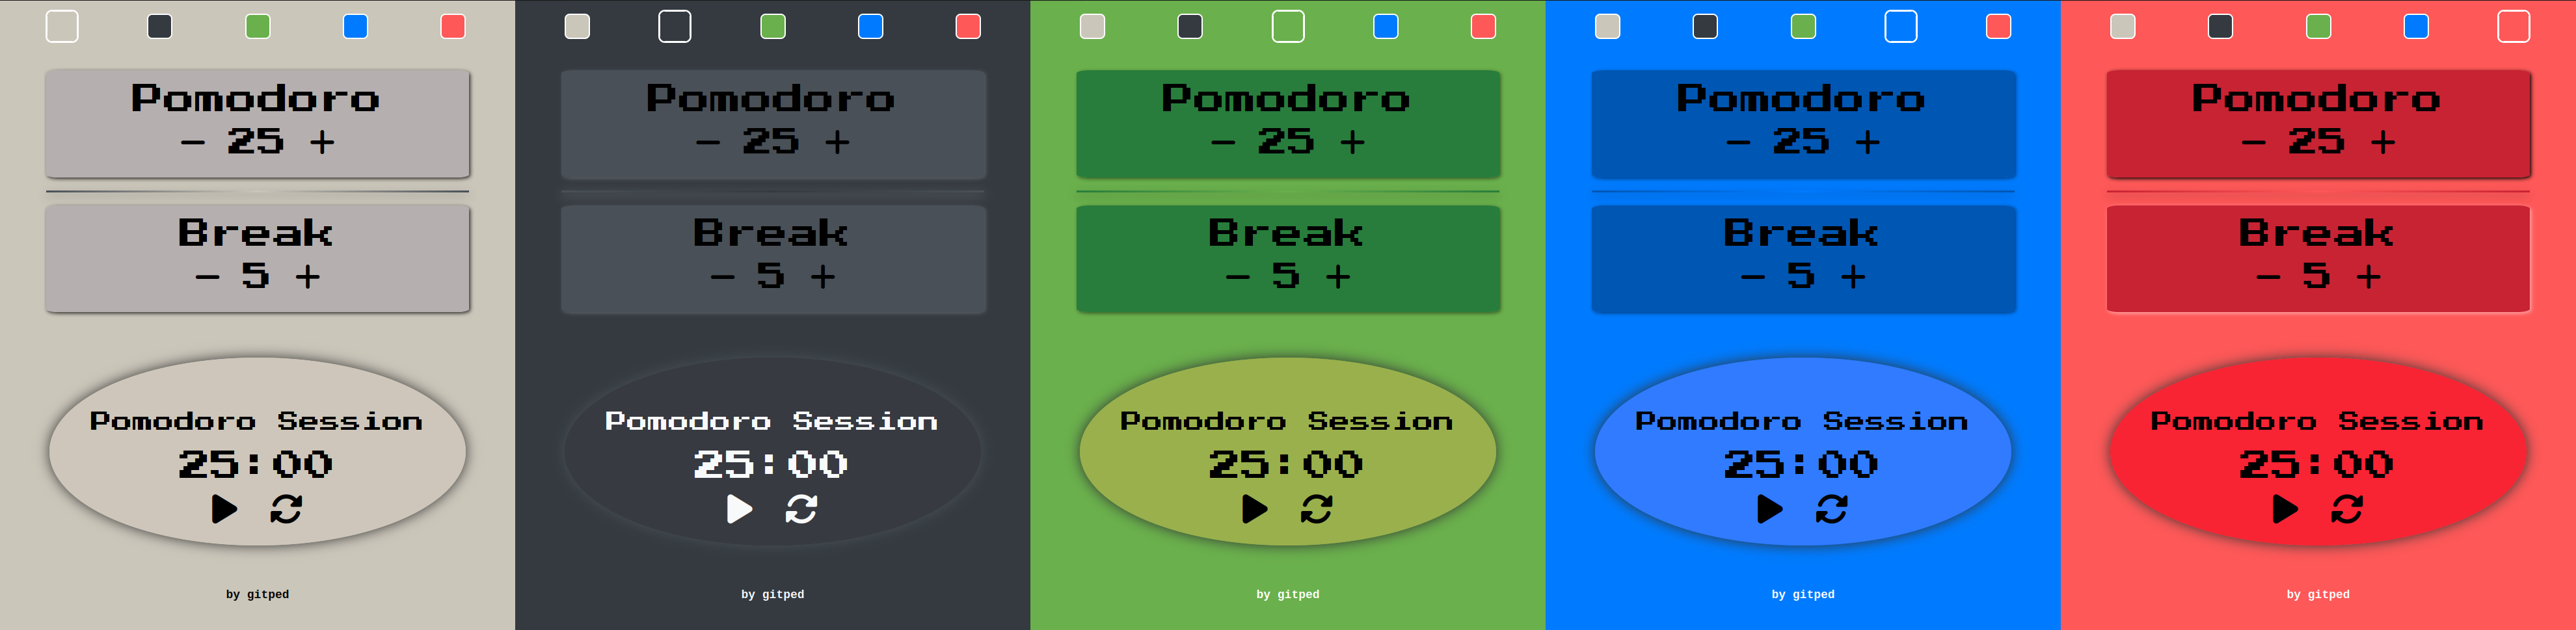 Pomodoro
- 25 +
Break
- 5 +
Pomodoro Session
25:00
by gitped
Pomodoro
- 25 +
Break
- 5 +
Pomodoro Session
25:00
by gitped
Pomodoro
- 25 +
Break
- 5 +
Pomodoro Session
25:00
by gitped
Pomodoro
- 25 +
Break
- 5 +
Pomodoro Session
25:00
by gitped
Pomodoro
- 25 +
Break
- 5 +
Pomodoro Session
25:00
by gitped